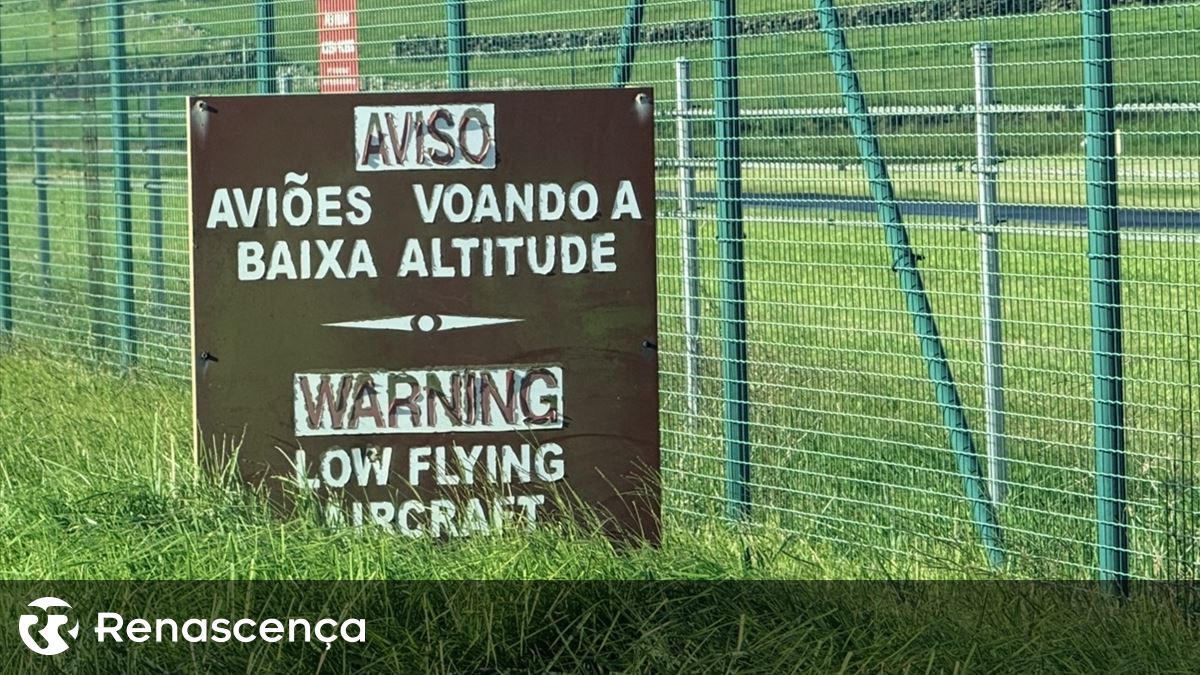 AVISO
AVIÕES VOANDO A
BAIXA ALTITUDE
WARNING
LOW FLYING
AIRCRAFT
Renascença